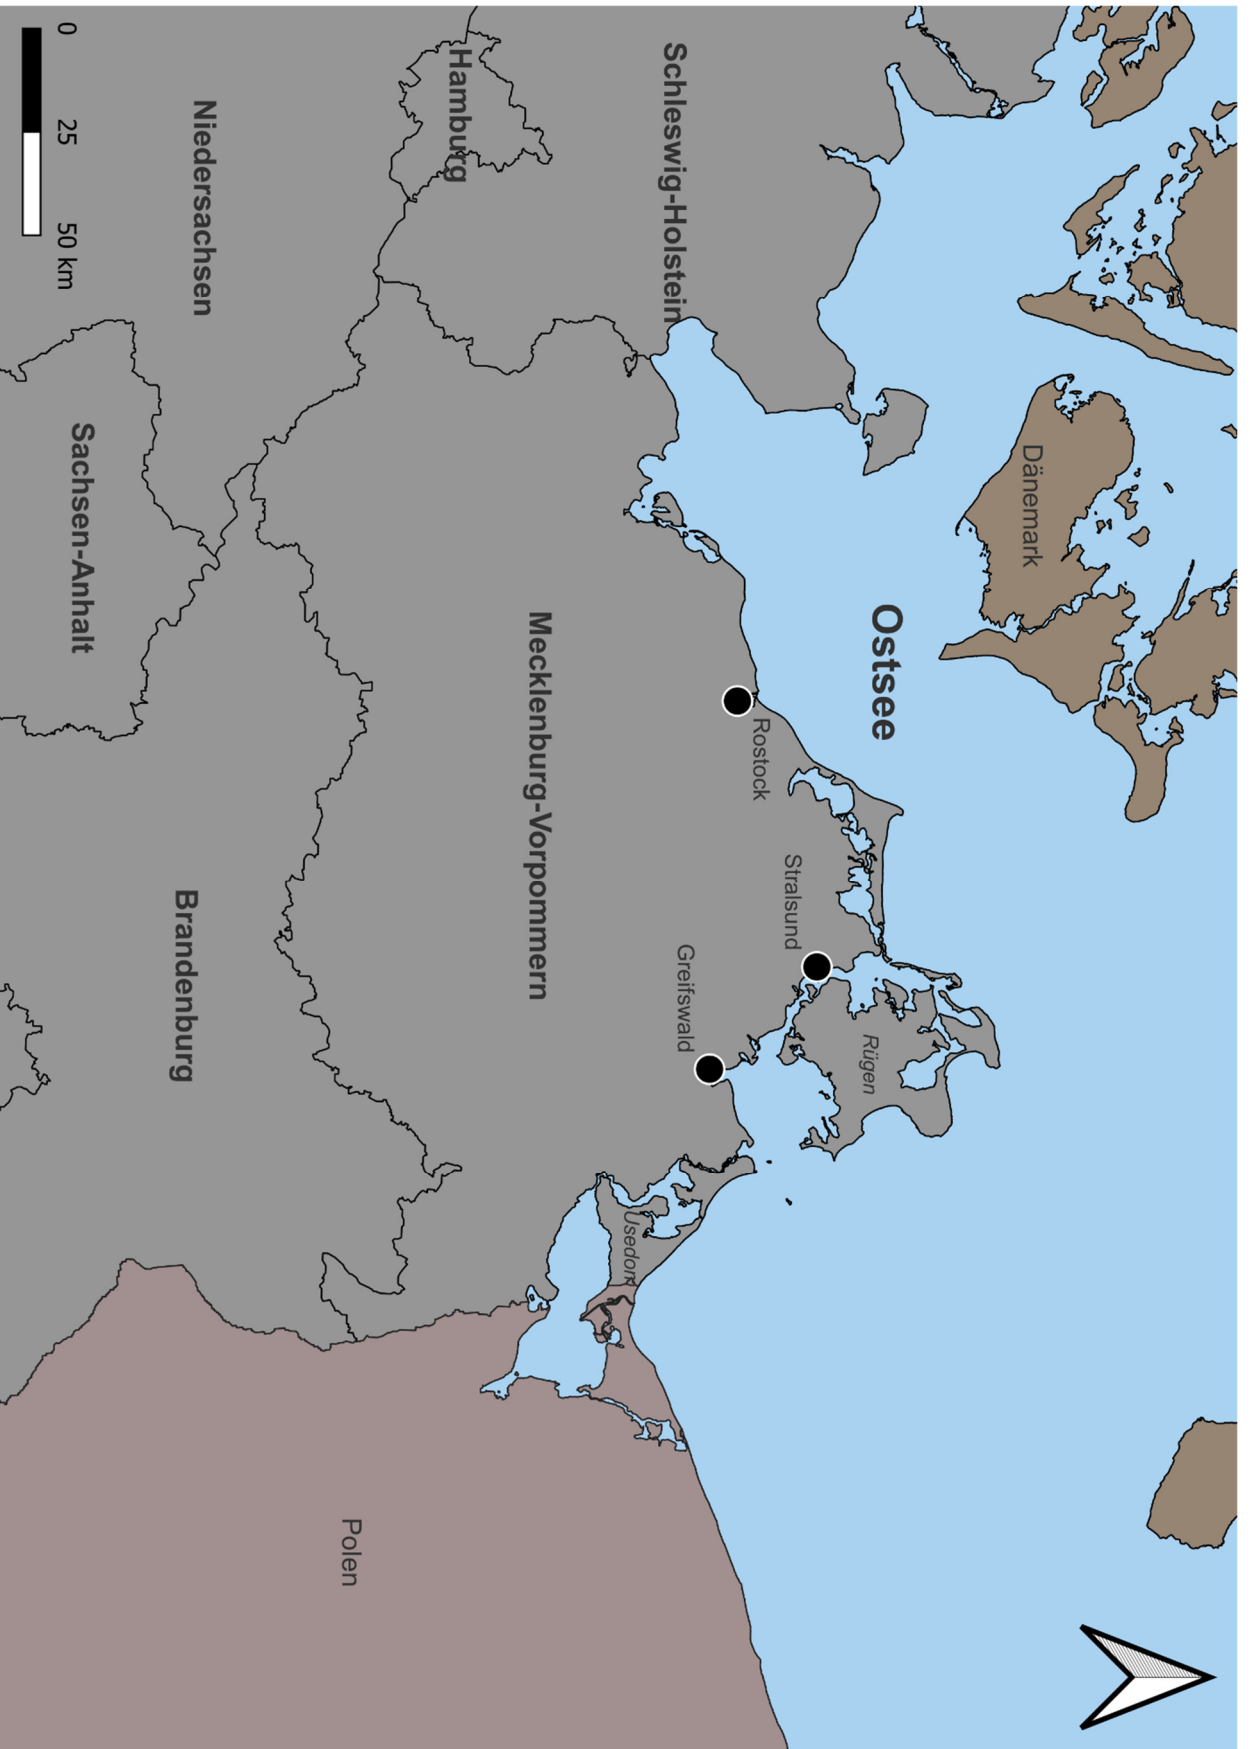 Dänemark
Ostsee
Schleswig-Holstein
Hamburg
Rostock
Stralsund
Rügen
Greifswald
Usedom
Mecklenburg-Vorpommern
Niedersachsen
Sachsen-Anhalt
Brandenburg
Polen
0 25 50 km